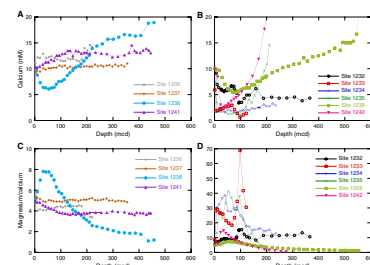 A
B
20
15
10
5
0
Calcium (mM)
Site 1236
Site 1237
Site 1238
Site 1241
0 100 200 300 400 500 600
Depth (mcd)
20
15
10
5
0
Site 1232
Site 1233
Site 1234
Site 1235
Site 1239
Site 1242
0 100 200 300 400 500 600
Depth (mcd)
C
D
10
8
6
4
2
0
Magnesium/calcium
Site 1236
Site 1237
Site 1238
Site 1241
0 100 200 300 400 500 600
70
60
50
40
30
20
10
0
Site 1232
Site 1233
Site 1234
Site 1235
Site 1239
Site 1242
0 100 200 300 400 500 600